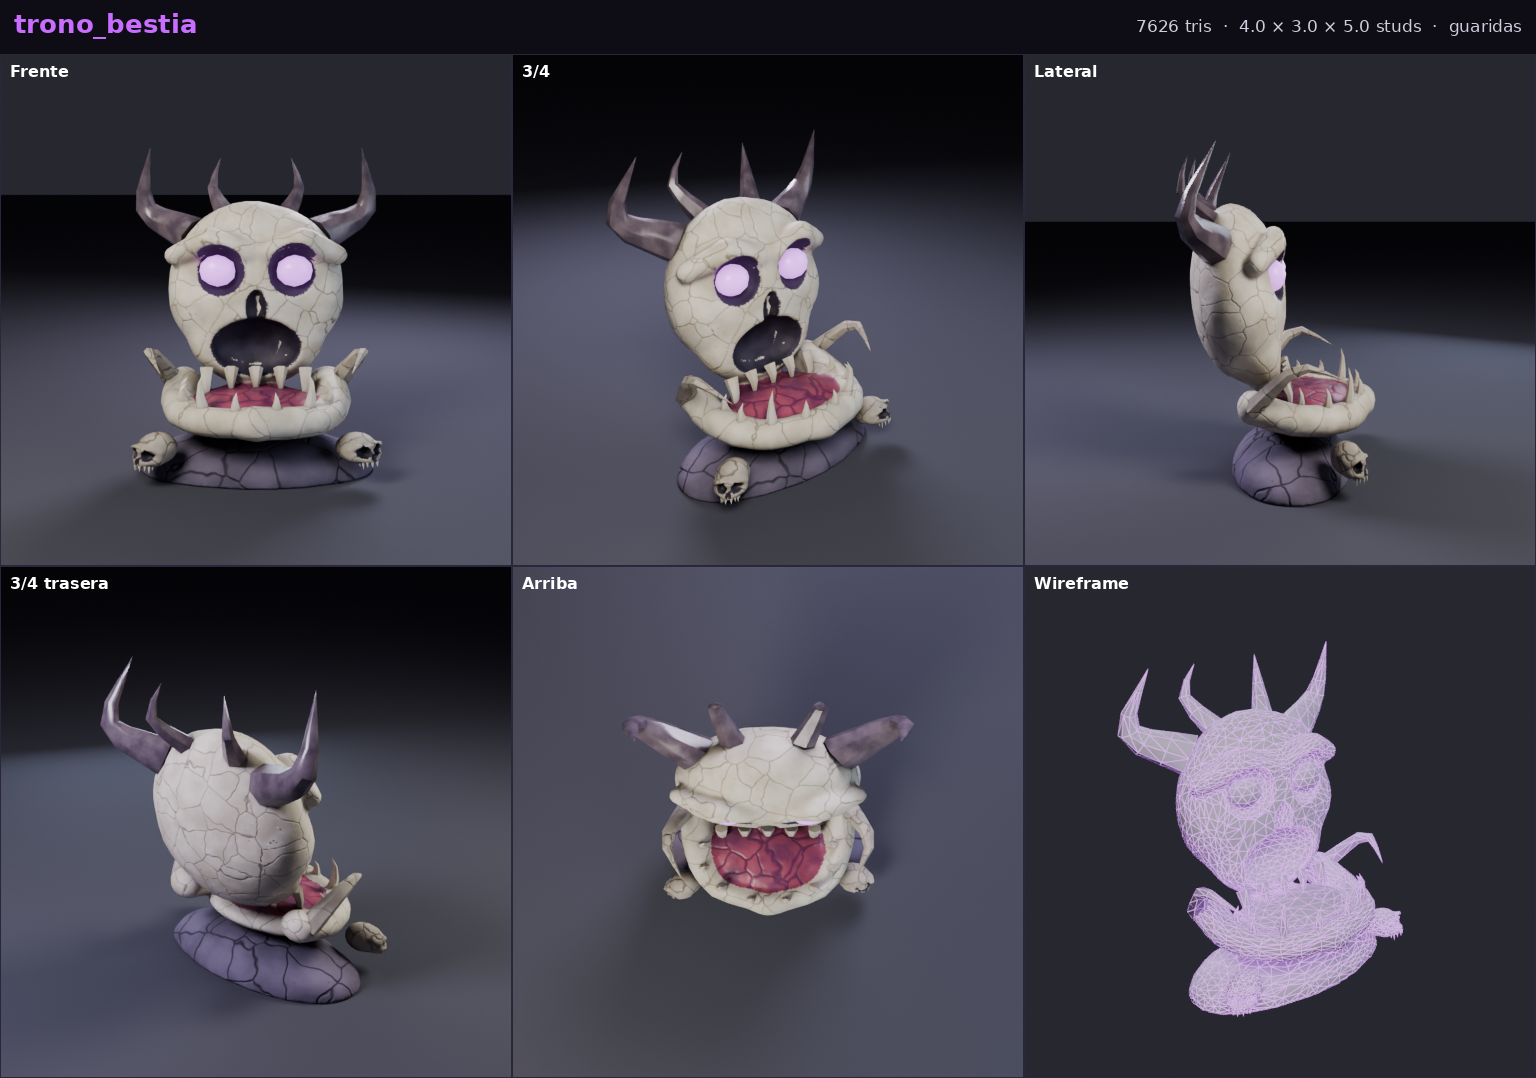 trono_bestia
7626 tris · 4.0 × 3.0 × 5.0 studs · guaridas
Frente
3/4
Lateral
3/4 trasera
Arriba
Wireframe